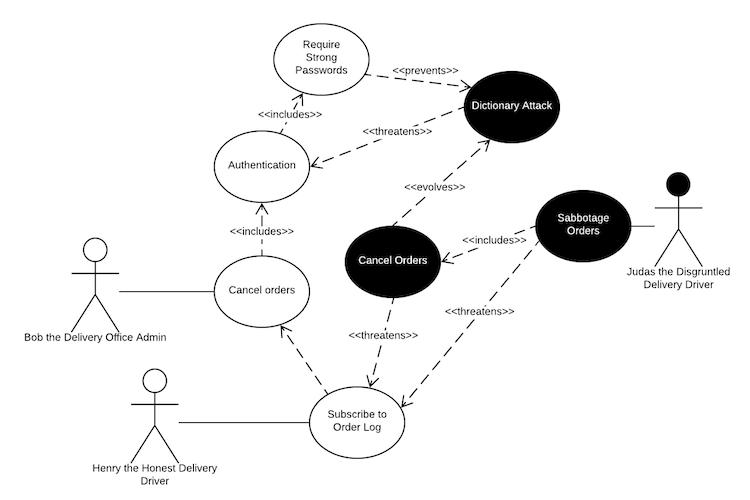 Require
Strong
Passwords
<<prevents>>
Dictionary Attack
<<includes>>
<<threatens>>
Authentication
<<evolves>>
Sabbotage
Orders
<<includes>>
<<includes>>
Cancel Orders
Judas the Disgruntled
Delivery Driver
Cancel orders
<<threatens>>
Bob the Delivery Office Admin
<<threatens>>
Subscribe to
Order Log
Henry the Honest Delivery
Driver